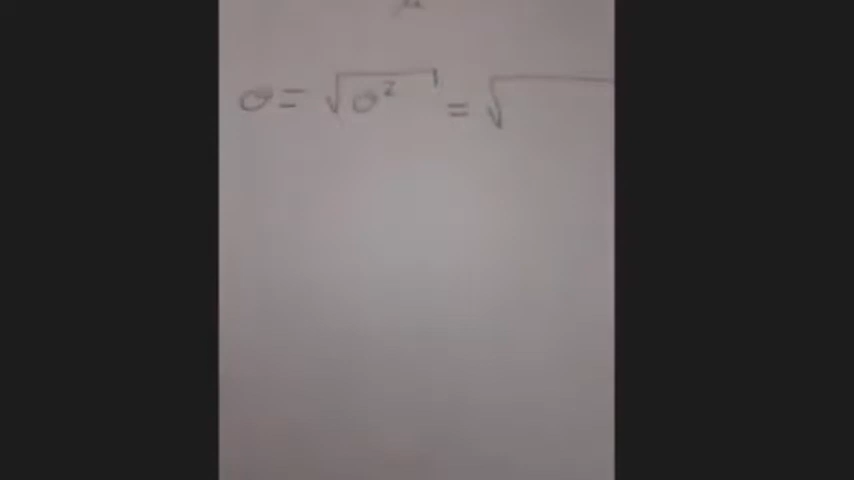 μ
σ = √σ² = √